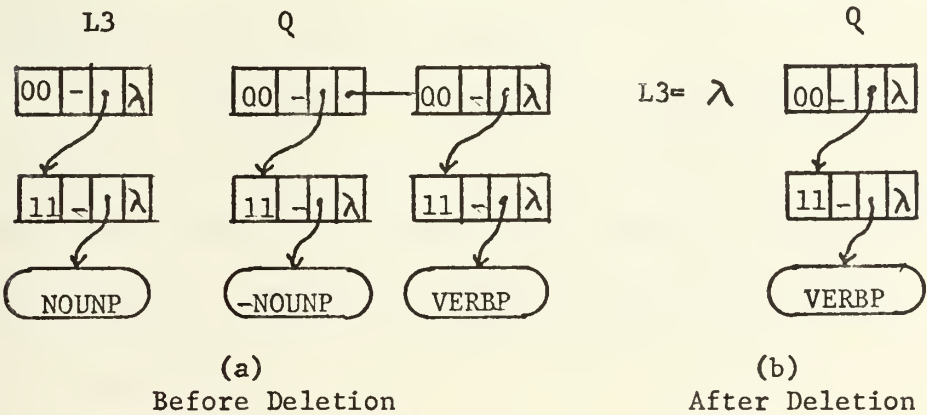 L3 Q Q
00 - λ 00 - 00 - λ L3= λ 00 - λ
11 - λ 11 - λ 11 - λ 11 - λ
NOUNP -NOUNP VERBP VERBP
(a) (b)
Before Deletion After Deletion